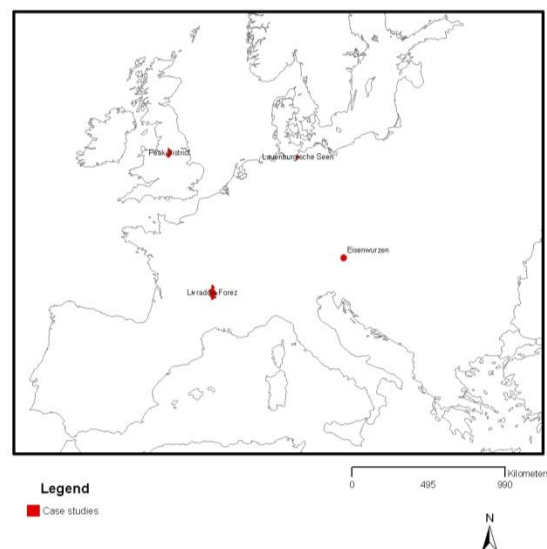 Peak District
Lauenburgische Seen
Eisenwurzen
Livradois-Forez
Legend
Case studies
Kilometers
0 495 990
N